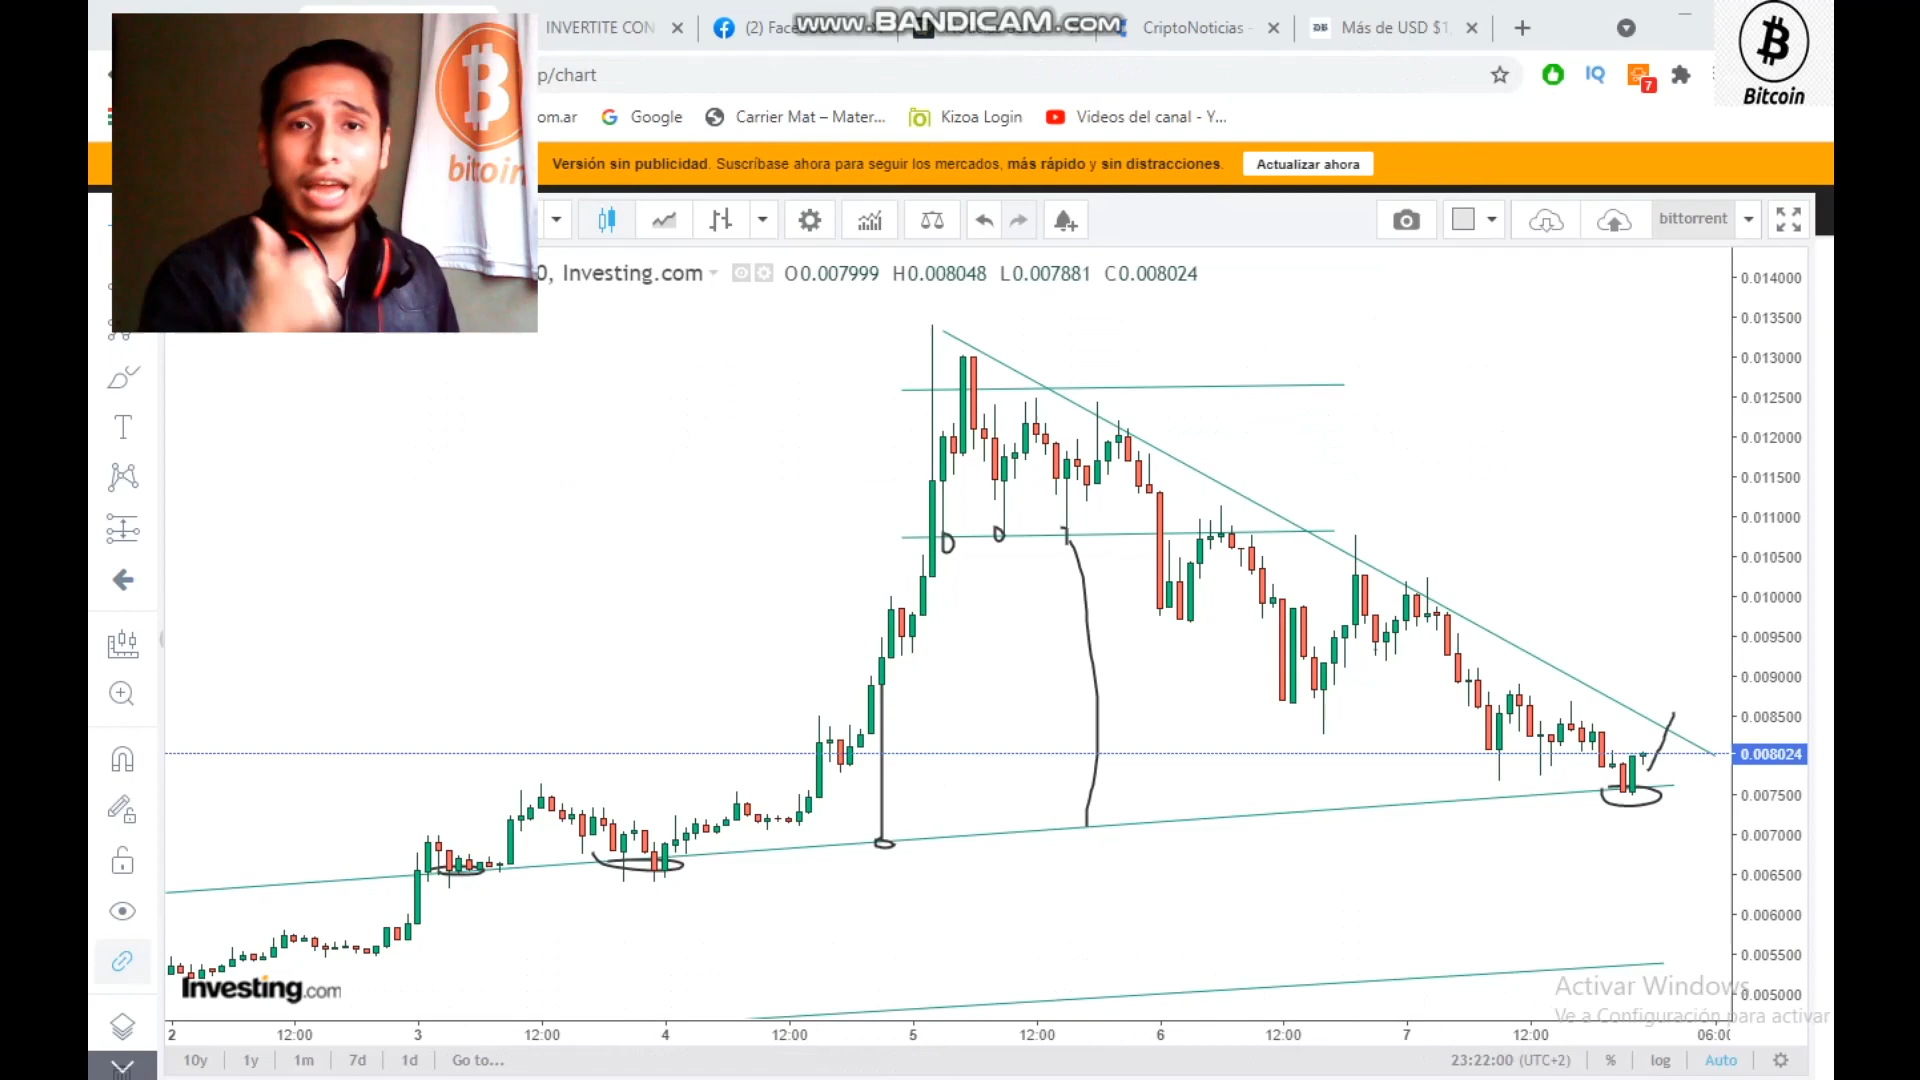 INVERTITE CON
(2) Face
www.BANDICAM.com
CriptoNoticias -
DB
Más de USD $1
p/chart
IQ
7
Bitcoin
om.ar
Google
Carrier Mat – Mater...
Kizoa Login
Videos del canal - Y...
bitcoin
Versión sin publicidad. Suscríbase ahora para seguir los mercados, más rápido y sin distracciones.
Actualizar ahora
bittorrent
0, Investing.com
O0.007999 H0.008048 L0.007881 C0.008024
0.014000
0.013500
0.013000
0.012500
0.012000
0.011500
0.011000
0.010500
0.010000
0.009500
0.009000
0.008500
0.008024
0.007500
0.007000
0.006500
0.006000
0.005500
0.005000
Investing.com
Activar Windows
Ve a Configuración para activar
2 12:00 3 12:00 4 12:00 5 12:00 6 12:00 7 12:00 06:00
10y 1y 1m 7d 1d Go to... 23:22:00 (UTC+2) % log Auto